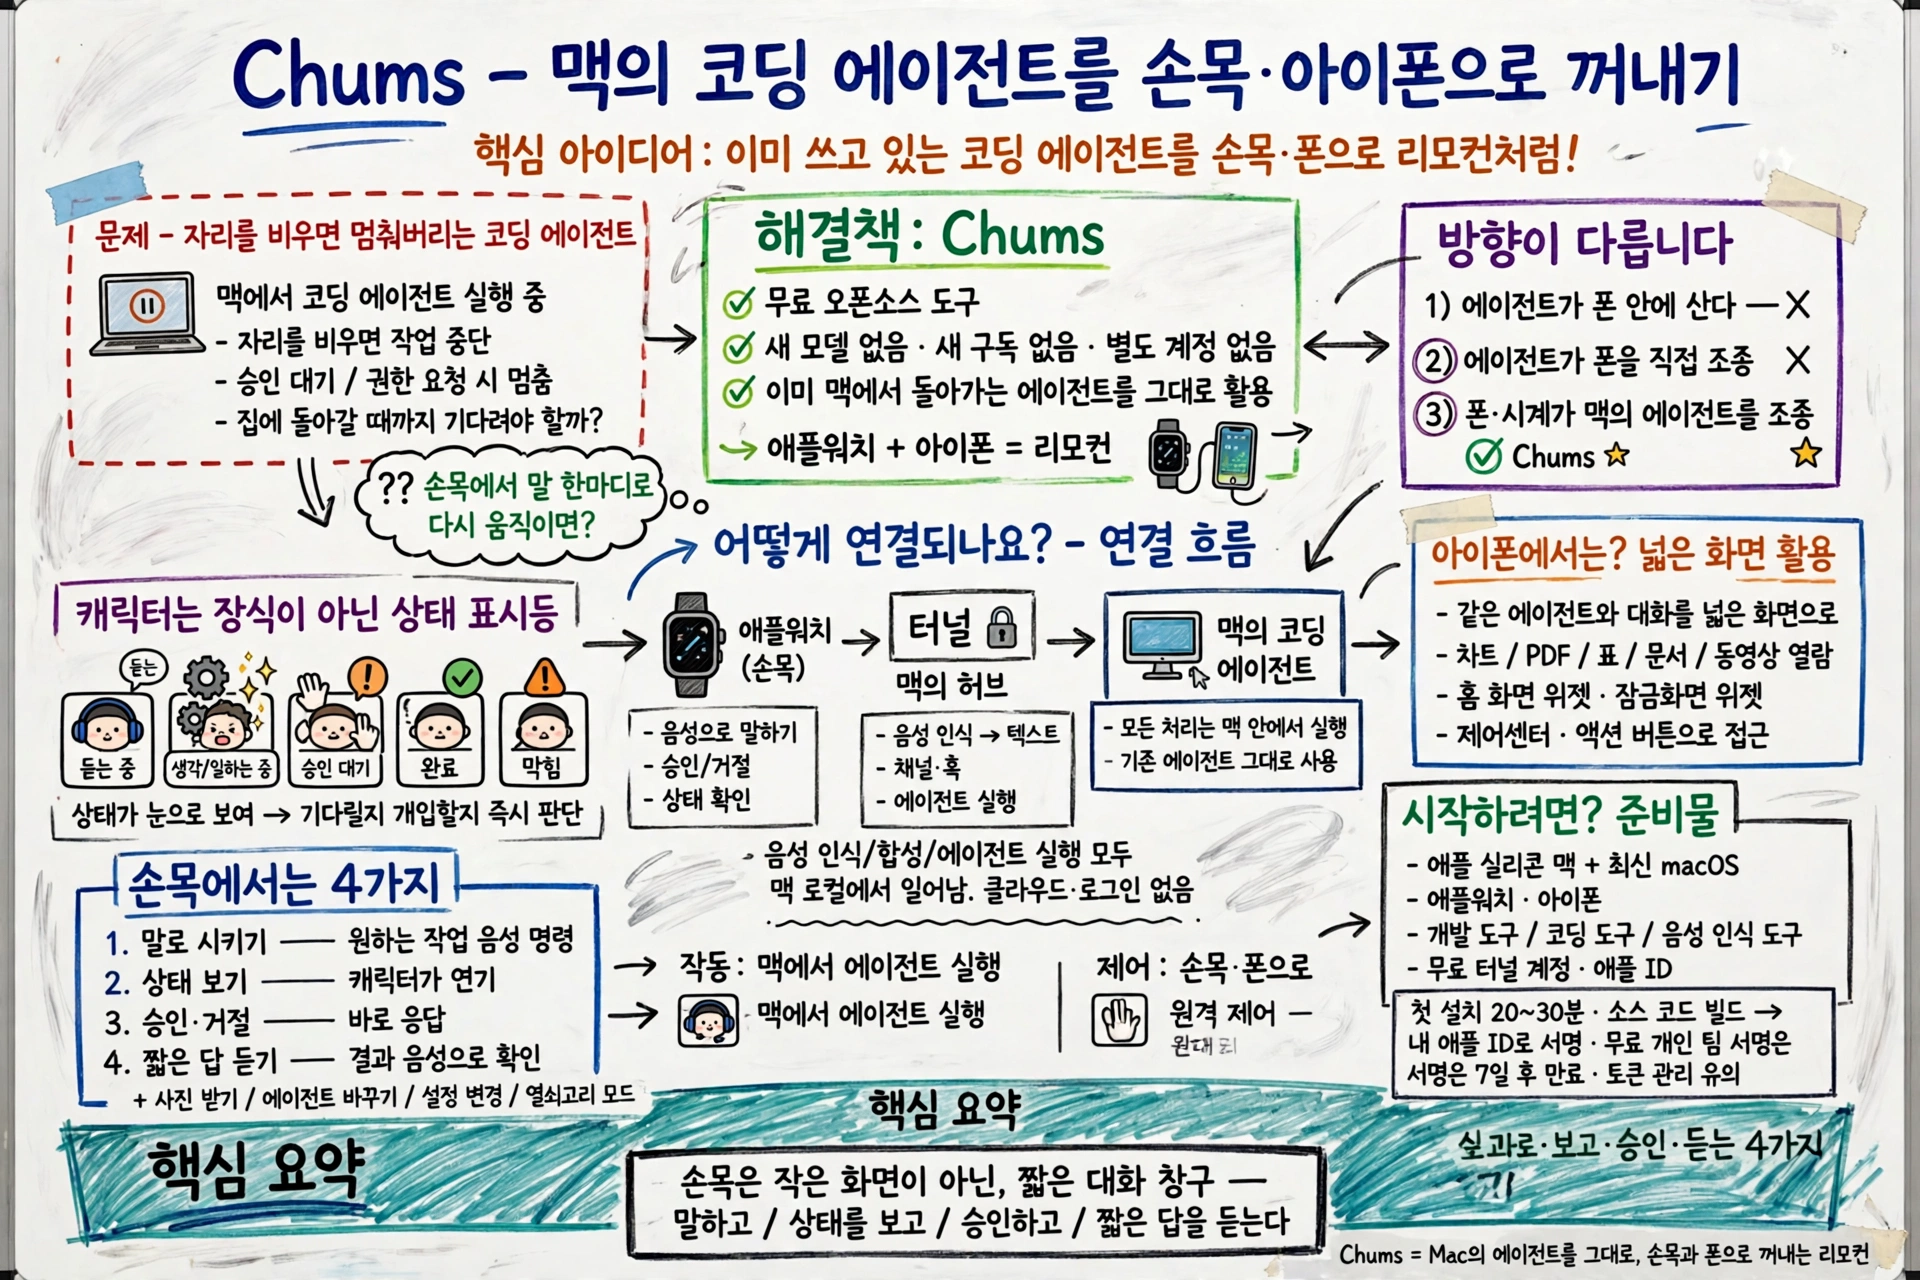 Chums – 맥의 코딩 에이전트를 손목·아이폰으로 꺼내기
핵심 아이디어: 이미 쓰고 있는 코딩 에이전트를 손목·폰으로 리모컨처럼!
문제 – 자리를 비우면 멈춰버리는 코딩 에이전트
맥에서 코딩 에이전트 실행 중
- 자리를 비우면 작업 중단
- 승인 대기 / 권한 요청 시 멈춤
- 집에 돌아갈 때까지 기다려야 할까?
?? 손목에서 말 한마디로
다시 움직이면?
해결책: Chums
무료 오픈소스 도구
새 모델 없음 · 새 구독 없음 · 별도 계정 없음
이미 맥에서 돌아가는 에이전트를 그대로 활용
애플워치 + 아이폰 = 리모컨
방향이 다릅니다
1) 에이전트가 폰 안에 산다 — X
2) 에이전트가 폰을 직접 조종 X
3) 폰·시계가 맥의 에이전트를 조종
Chums
캐릭터는 장식이 아닌 상태 표시등
듣는
듣는 중
생각/일하는 중
승인 대기
완료
막힘
상태가 눈으로 보여 → 기다릴지 개입할지 즉시 판단
어떻게 연결되나요? – 연결 흐름
애플워치
(손목)
- 음성으로 말하기
- 승인/거절
- 상태 확인
터널
맥의 허브
- 음성 인식 → 텍스트
- 채널·훅
- 에이전트 실행
맥의 코딩
에이전트
- 모든 처리는 맥 안에서 실행
- 기존 에이전트 그대로 사용
- 음성 인식/합성/에이전트 실행 모두
맥 로컬에서 일어남. 클라우드·로그인 없음
아이폰에서는? 넓은 화면 활용
- 같은 에이전트와 대화를 넓은 화면으로
- 차트 / PDF / 표 / 문서 / 동영상 열람
- 홈 화면 위젯 · 잠금화면 위젯
- 제어센터 · 액션 버튼으로 접근
손목에서는 4가지
1. 말로 시키기 — 원하는 작업 음성 명령
2. 상태 보기 — 캐릭터가 연기
3. 승인·거절 — 바로 응답
4. 짧은 답 듣기 — 결과 음성으로 확인
+ 사진 받기 / 에이전트 바꾸기 / 설정 변경 / 열쇠고리 모드
작동: 맥에서 에이전트 실행
맥에서 에이전트 실행
제어: 손목·폰으로
원격 제어 —
시작하려면? 준비물
- 애플 실리콘 맥 + 최신 macOS
- 애플워치 · 아이폰
- 개발 도구 / 코딩 도구 / 음성 인식 도구
- 무료 터널 계정 · 애플 ID
첫 설치 20~30분 · 소스 코드 빌드 →
내 애플 ID로 서명 · 무료 개인 팀 서명은
서명은 7일 후 만료 · 토큰 관리 유의
핵심 요약
핵심 요약
손목은 작은 화면이 아닌, 짧은 대화 창구 —
말하고 / 상태를 보고 / 승인하고 / 짧은 답을 듣는다
보고·승인·듣는 4가지
Chums = Mac의 에이전트를 그대로, 손목과 폰으로 꺼내는 리모컨